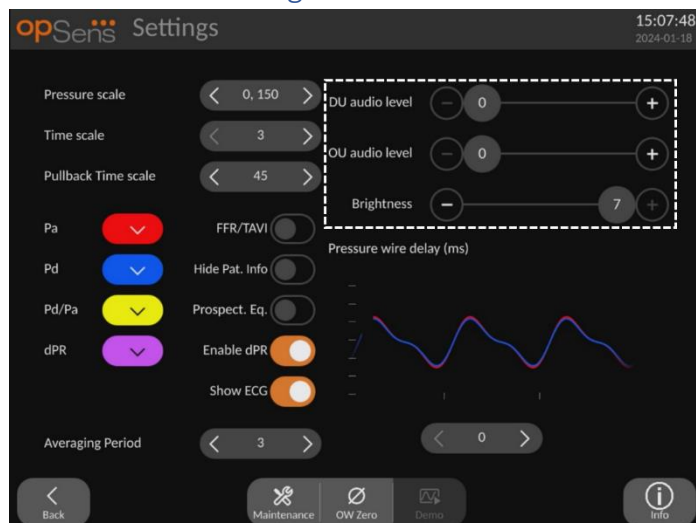 opSens Settings 15:07:48
2024-01-18
Pressure scale 0, 150 DU audio level 0
Time scale 3 OU audio level 0
Pullback Time scale 45 Brightness 7
Pa FFR/TAVI Pressure wire delay (ms)
Pd Hide Pat. Info
Pd/Pa Prospect. Eq.
dPR Enable dPR
Show ECG
Averaging Period 3 0
Back Maintenance OW Zero Demo Info